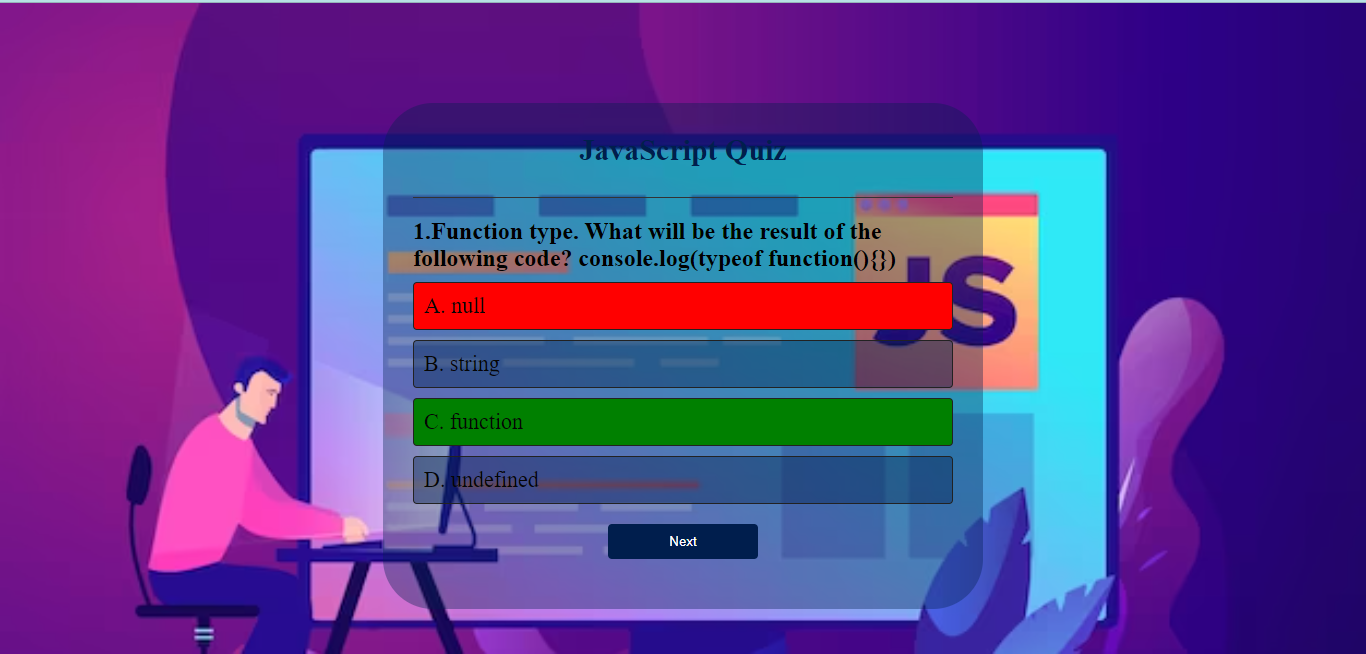 JavaScript Quiz
1.Function type. What will be the result of the
following code? console.log(typeof function(){})
JS
A. null
B. string
C. function
D. undefined
Next